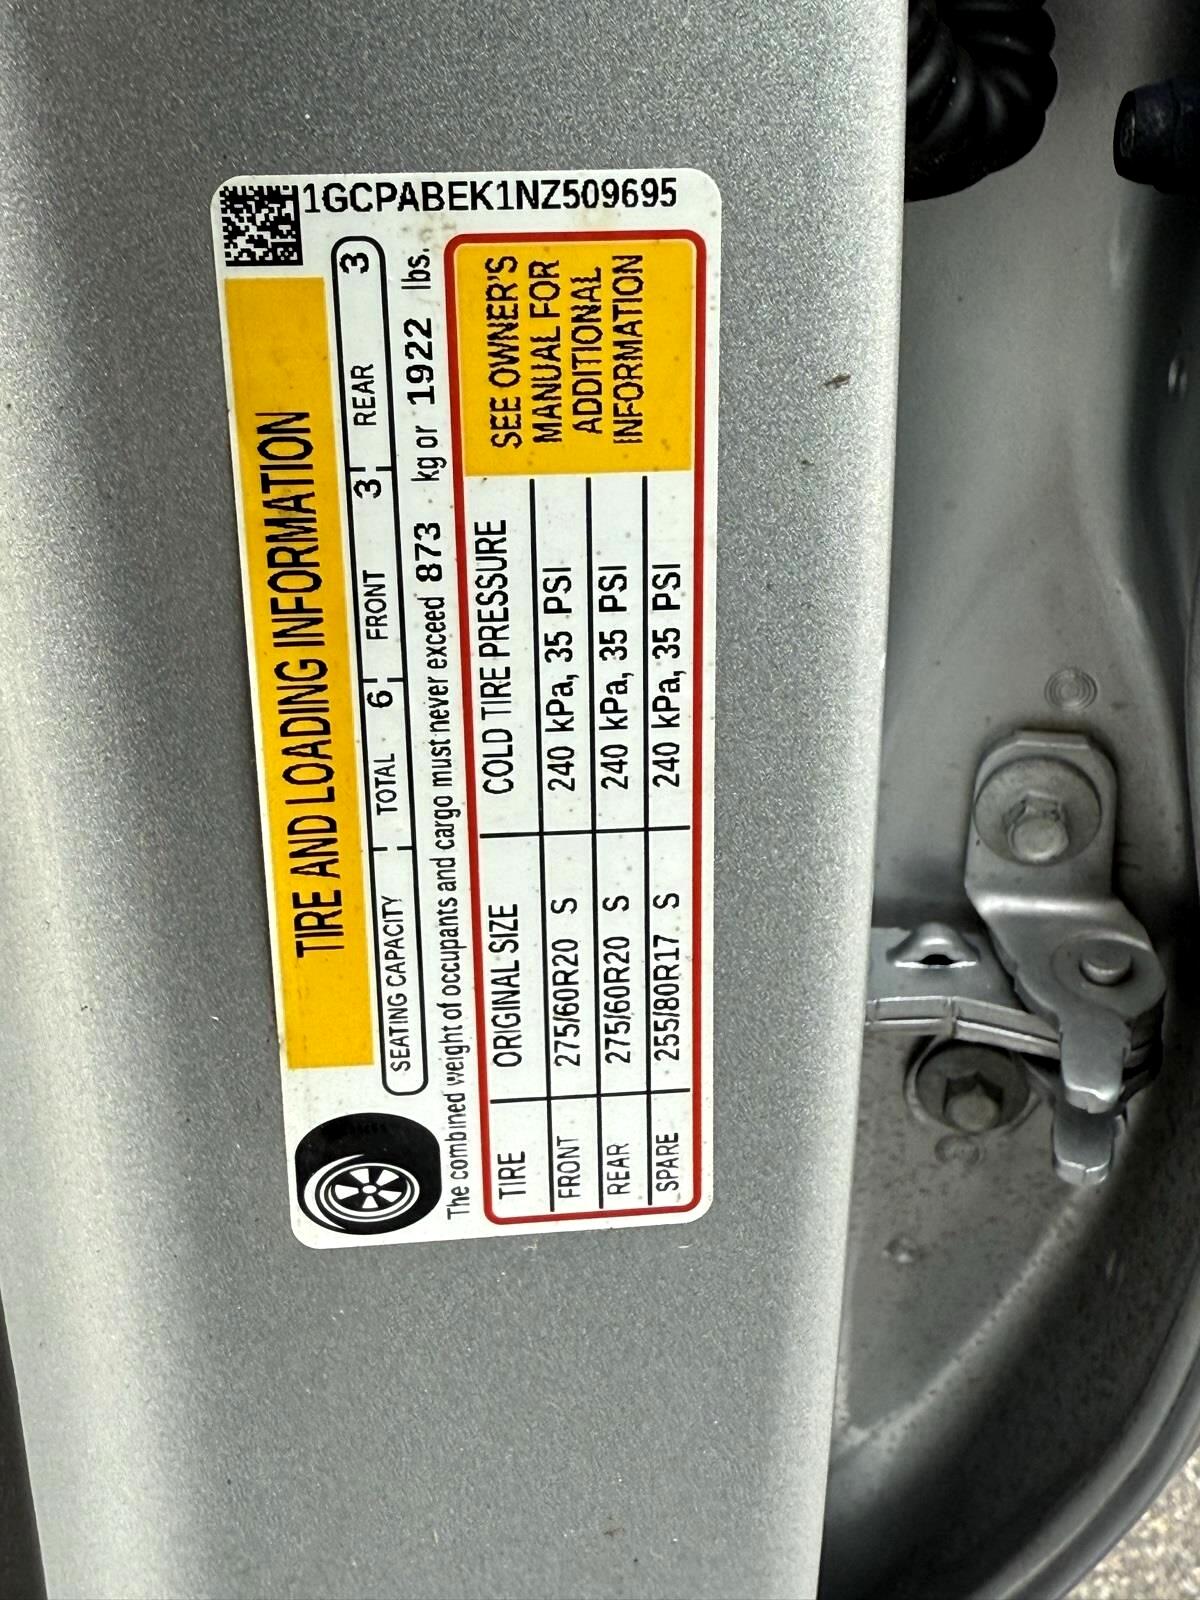 1GCPABEK1NZ509695
TIRE AND LOADING INFORMATION
SEATING CAPACITY TOTAL 6 FRONT 3 REAR 3
The combined weight of occupants and cargo must never exceed 873 kg or 1922 lbs.
TIRE ORIGINAL SIZE COLD TIRE PRESSURE
FRONT 275/60R20 S 240 kPa, 35 PSI
REAR 275/60R20 S 240 kPa, 35 PSI
SPARE 255/80R17 S 240 kPa, 35 PSI
SEE OWNER'S
MANUAL FOR
ADDITIONAL
INFORMATION